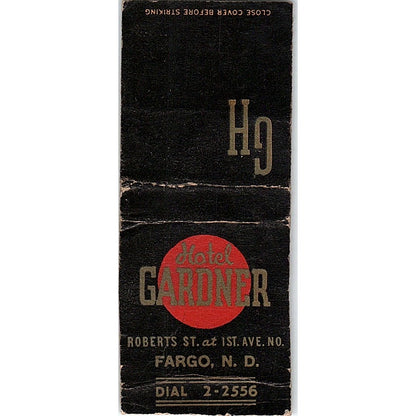 CLOSE COVER BEFORE STRIKING
HG
Hotel
GARDNER
ROBERTS ST. at 1ST. AVE. NO.
FARGO, N. D.
DIAL 2-2556